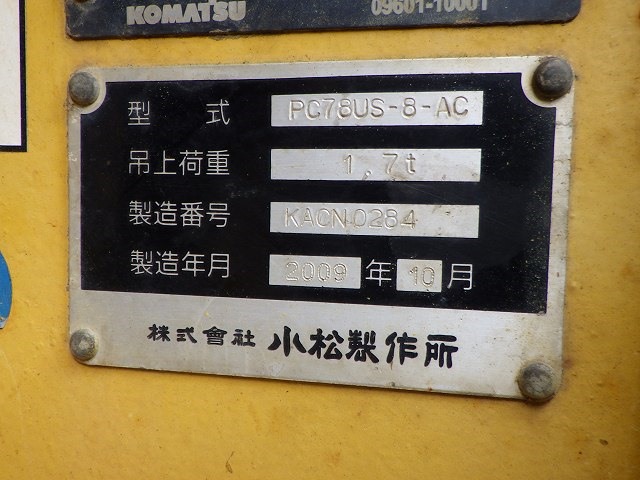 KOMATSU 09601-10001
型 式 PC78US-8-AC
吊上荷重 1,7t
製造番号 KACN0284
製造年月 2009 年 10 月
株式會社 小松製作所